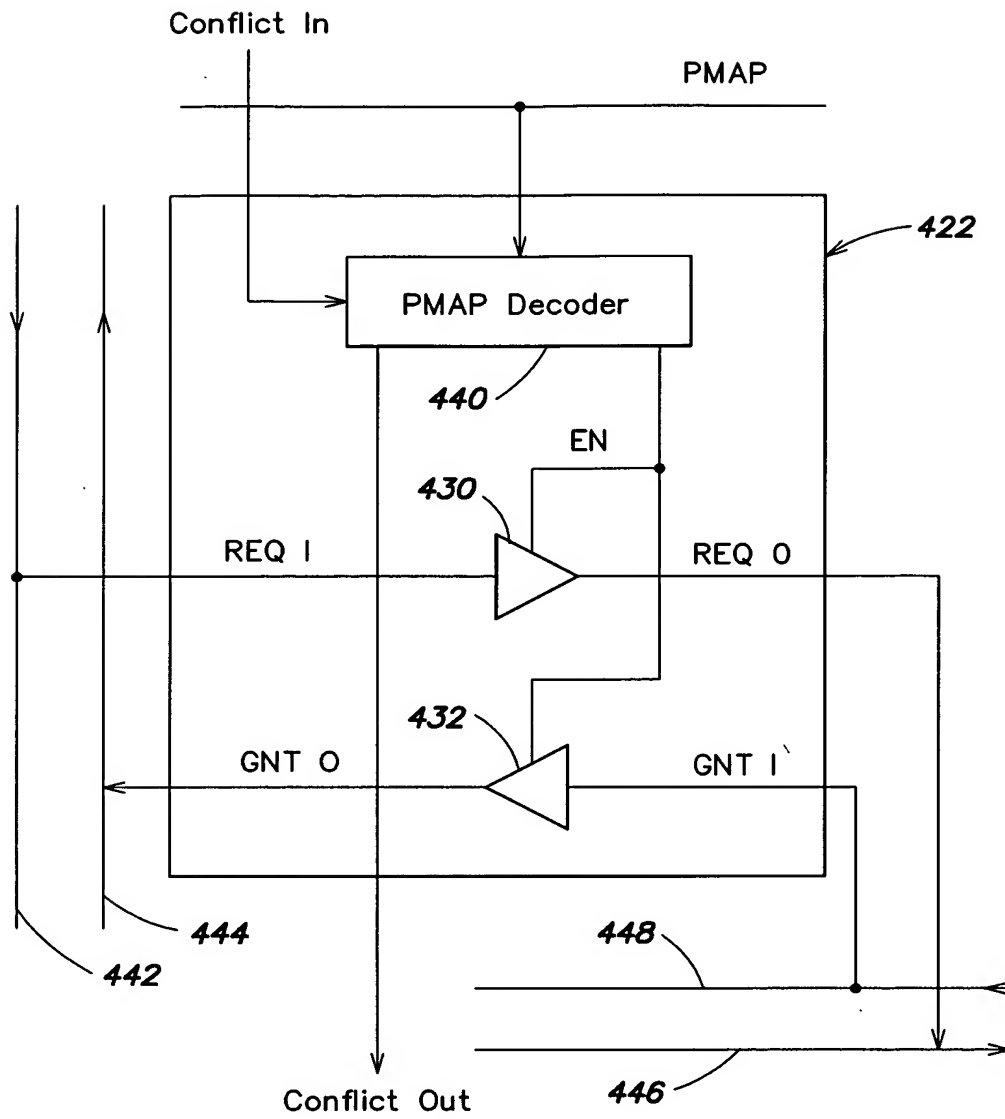 Conflict In
PMAP
422
PMAP Decoder
440
EN
430
REQ I
REQ O
432
GNT O
GNT I
444
442
448
446
Conflict Out